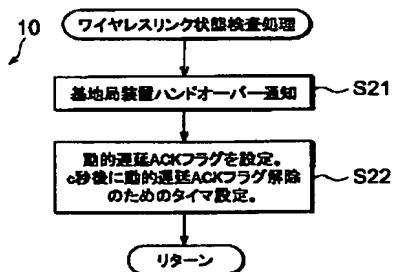 10
ワイヤレスリンク状態検査処理
基地局装置ハンドオーバー通知
S21
動的遅延ACKフラグを設定。
c秒後に動的遅延ACKフラグ解除
のためのタイマ設定。
S22
リターン